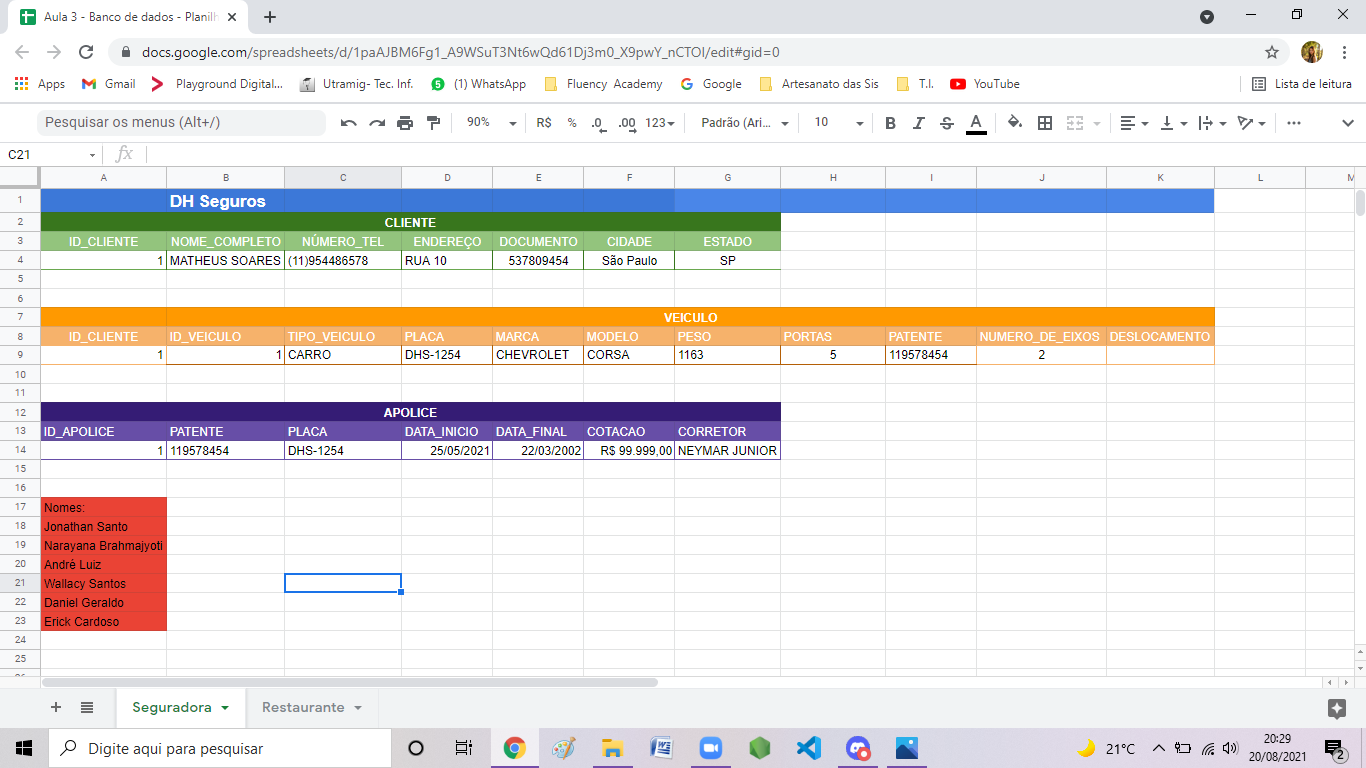 Aula 3 - Banco de dados - Planilh
docs.google.com/spreadsheets/d/1paAJBM6Fg1_A9WSuT3Nt6wQd61Dj3m0_X9pwY_nCTOI/edit#gid=0
Apps Gmail Playground Digital... Utramig- Tec. Inf. (1) WhatsApp Fluency Academy Google Artesanato das Sis T.I. YouTube Lista de leitura
Pesquisar os menus (Alt+/) 90% R$ % .0 .00 123 Padrão (Ari... 10 B I S A
C21 fx
A B C D E F G H I J K L M
1 DH Seguros
2 CLIENTE
3 ID_CLIENTE NOME_COMPLETO NÚMERO_TEL ENDEREÇO DOCUMENTO CIDADE ESTADO
4 1 MATHEUS SOARES (11)954486578 RUA 10 537809454 São Paulo SP
5
6
7 VEICULO
8 ID_CLIENTE ID_VEICULO TIPO_VEICULO PLACA MARCA MODELO PESO PORTAS PATENTE NUMERO_DE_EIXOS DESLOCAMENTO
9 1 1 CARRO DHS-1254 CHEVROLET CORSA 1163 5 119578454 2
10
11
12 APOLICE
13 ID_APOLICE PATENTE PLACA DATA_INICIO DATA_FINAL COTACAO CORRETOR
14 1 119578454 DHS-1254 25/05/2021 22/03/2002 R$ 99.999,00 NEYMAR JUNIOR
15
16
17 Nomes:
18 Jonathan Santo
19 Narayana Brahmajyoti
20 André Luiz
21 Wallacy Santos
22 Daniel Geraldo
23 Erick Cardoso
24
25
Seguradora Restaurante
Digite aqui para pesquisar 21°C 20:29
20/08/2021 2